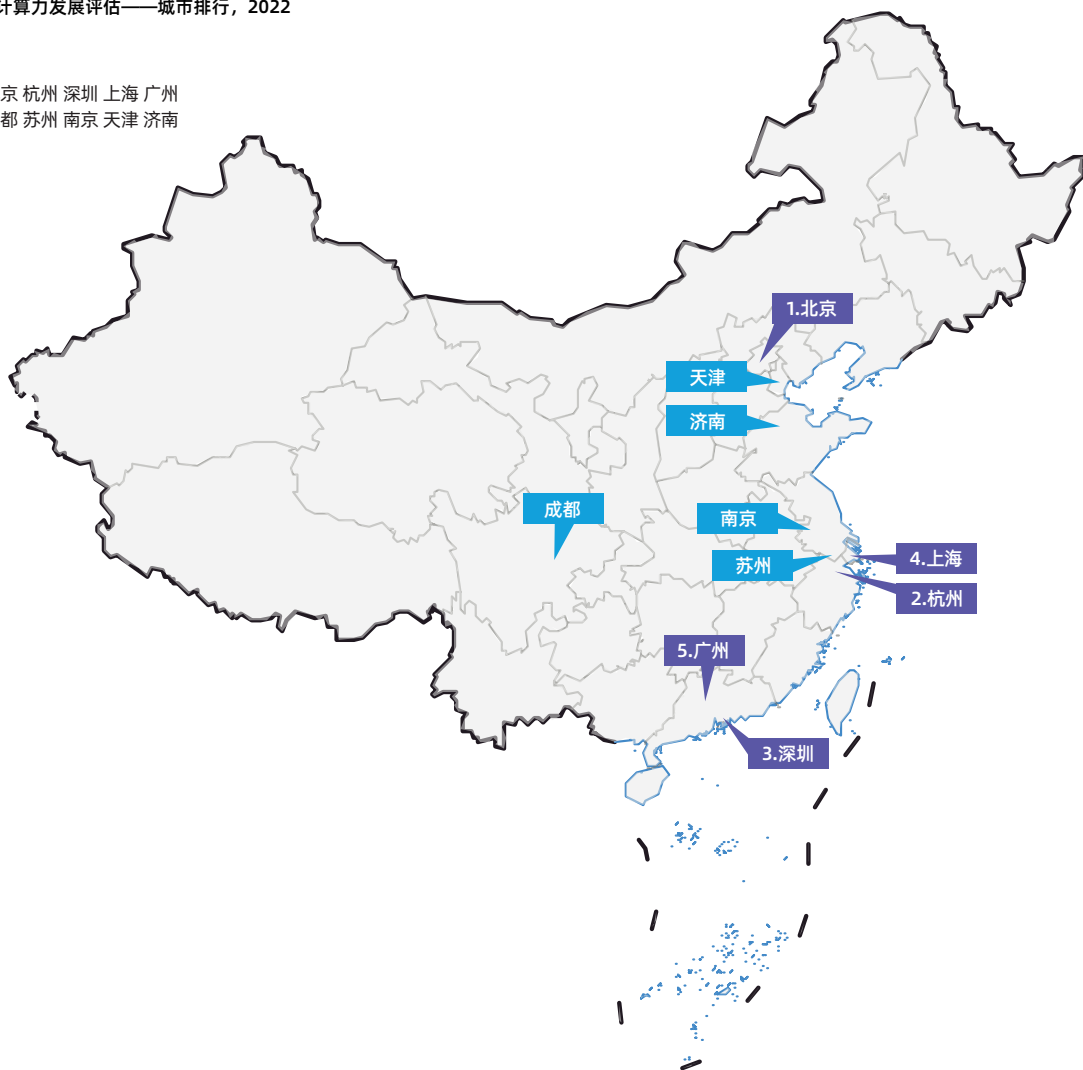 计算力发展评估——城市排行，2022
京 杭州 深圳 上海 广州
都 苏州 南京 天津 济南
1.北京
天津
济南
成都
南京
苏州
4.上海
2.杭州
5.广州
3.深圳